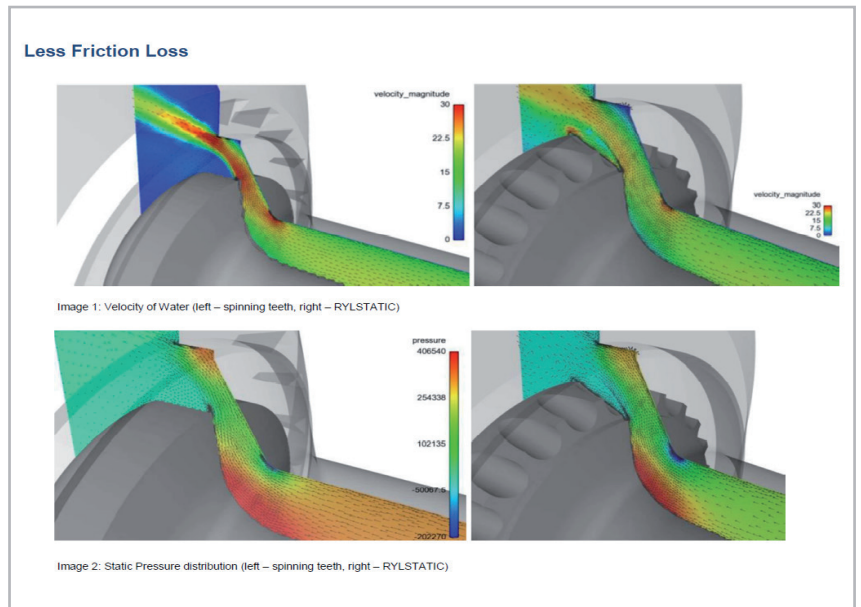 Less Friction Loss
velocity_magnitude
30
22.5
15
7.5
0
velocity_magnitude
30
22.5
15
7.5
0
Image 1: Velocity of Water (left – spinning teeth, right – RYLSTATIC)
pressure
406540
254338
102135
-50067.5
-202270
Image 2: Static Pressure distribution (left – spinning teeth, right – RYLSTATIC)